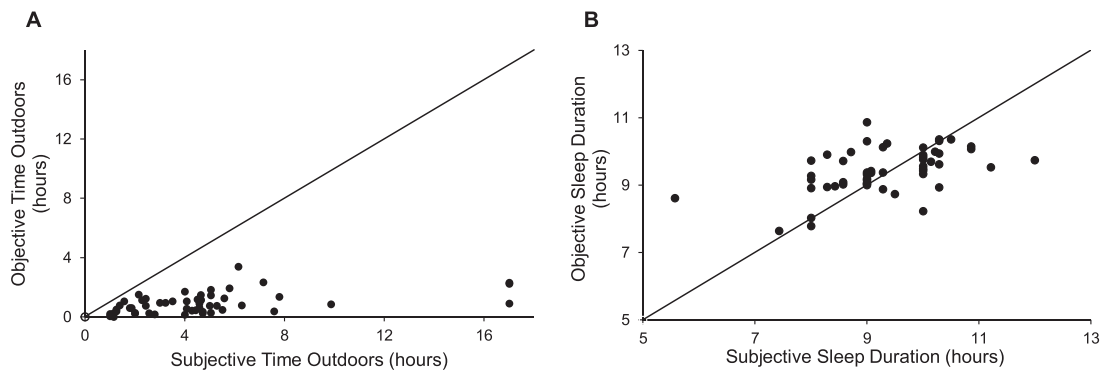 A
Objective Time Outdoors
(hours)
16
12
8
4
0
0 4 8 12 16
Subjective Time Outdoors (hours)
B
Objective Sleep Duration
(hours)
13
11
9
7
5
5 7 9 11 13
Subjective Sleep Duration (hours)